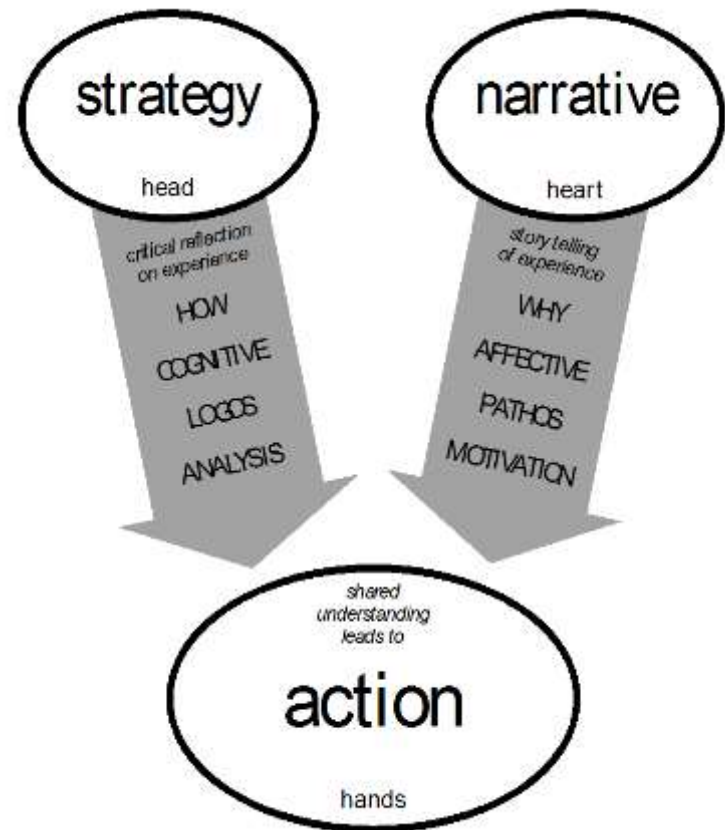 strategy
head
critical reflection
on experience
HOW
COGNITIVE
LOGOS
ANALYSIS
narrative
heart
story telling
of experience
WHY
AFFECTIVE
PATHOS
MOTIVATION
shared
understanding
leads to
action
hands